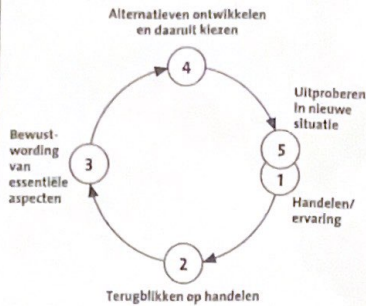 Alternatieven ontwikkelen
en daaruit kiezen
4
Uitproberen
in nieuwe
situatie
5
1
Handelen/
ervaring
2
Terugblikken op handelen
3
Bewust-
wording
van
essentiële
aspecten